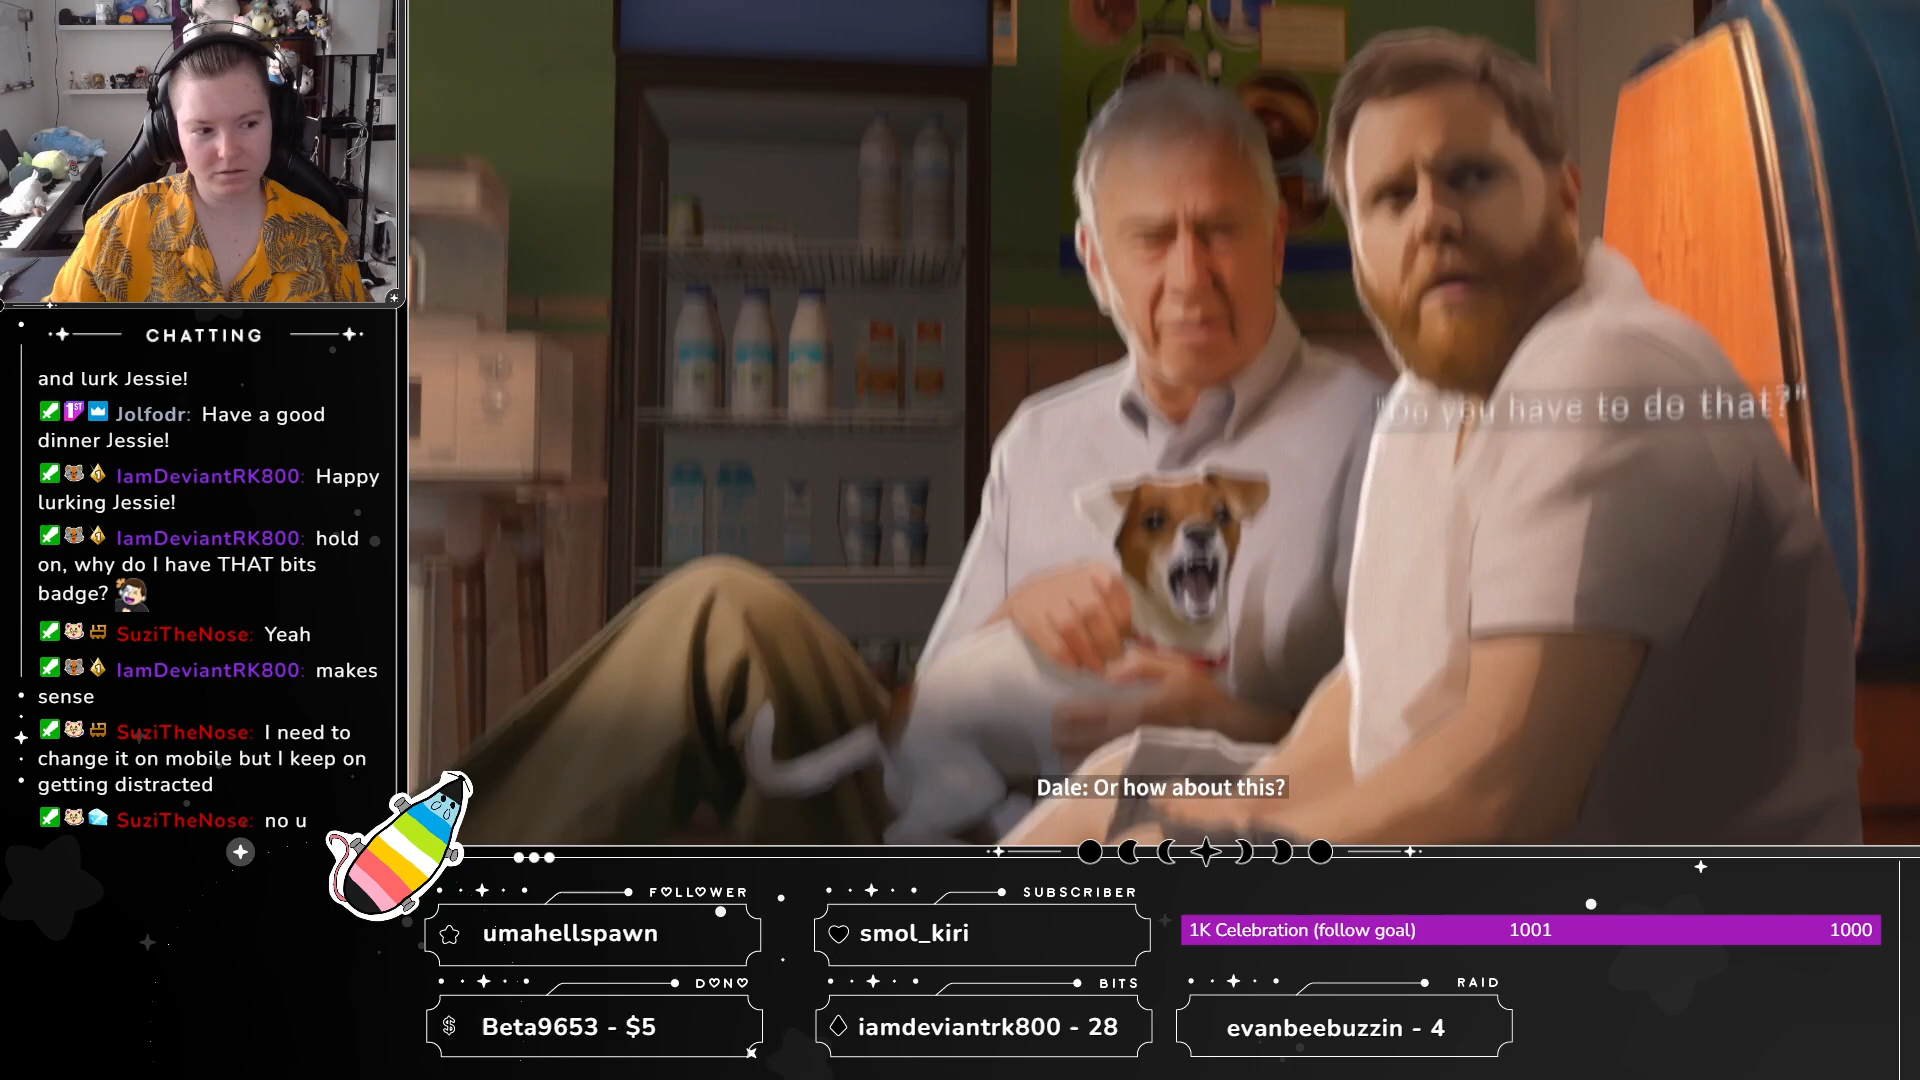 CHATTING
and lurk Jessie!
Jolfodr: Have a good
dinner Jessie!
IamDeviantRK800: Happy
lurking Jessie!
IamDeviantRK800: hold
on, why do I have THAT bits
badge?
SuziTheNose: Yeah
IamDeviantRK800: makes
sense
SuziTheNose: I need to
change it on mobile but I keep on
getting distracted
SuziTheNose: no u
"Do you have to do that?"
Dale: Or how about this?
FOLLOWER
umahellspawn
SUBSCRIBER
smol_kiri
1K Celebration (follow goal) 1001 1000
DONO
Beta9653 - $5
BITS
iamdeviantrk800 - 28
RAID
evanbeebuzzin - 4